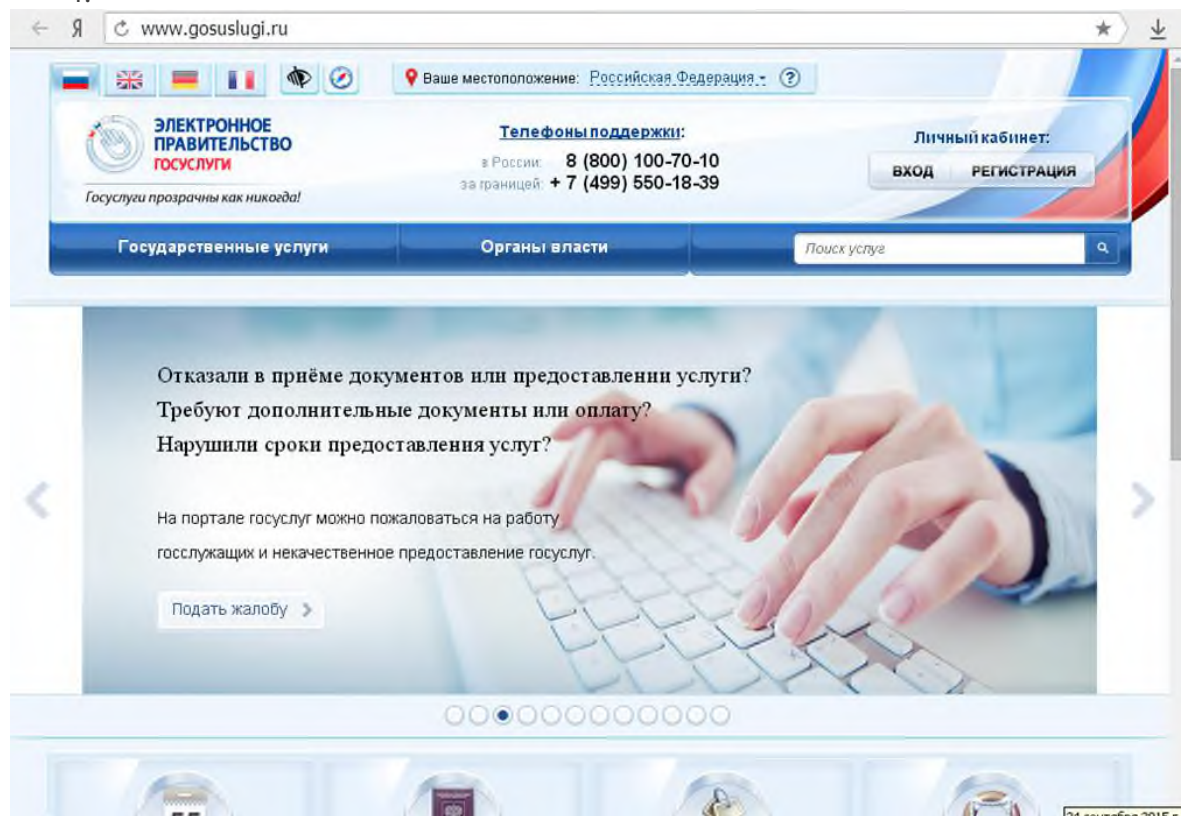 Я www.gosuslugi.ru
Ваше местоположение: Российская Федерация
ЭЛЕКТРОННОЕ
ПРАВИТЕЛЬСТВО
ГОСУСЛУГИ
Госуслуги прозрачны как никогда!
Телефоны поддержки:
в России: 8 (800) 100-70-10
за границей: + 7 (499) 550-18-39
Личный кабинет:
ВХОД РЕГИСТРАЦИЯ
Государственные услуги Органы власти Поиск услуг
Отказали в приёме документов или предоставлении услуги?
Требуют дополнительные документы или оплату?
Нарушили сроки предоставления услуг?
На портале госуслуг можно пожаловаться на работу
госслужащих и некачественное предоставление госуслуг.
Подать жалобу